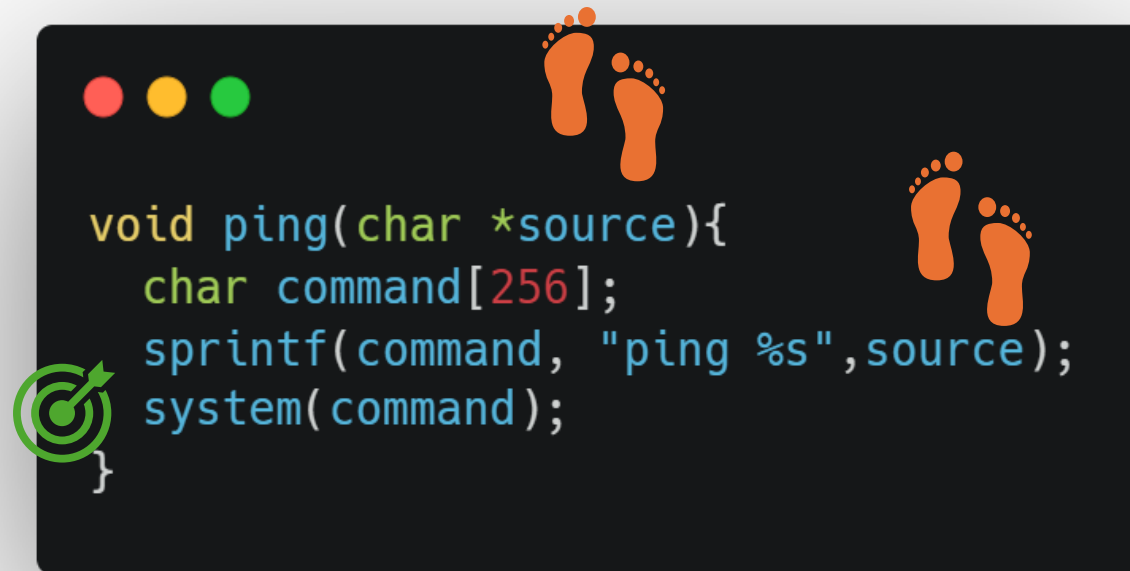 void ping(char *source){
  char command[256];
  sprintf(command, "ping %s",source);
  system(command);
}